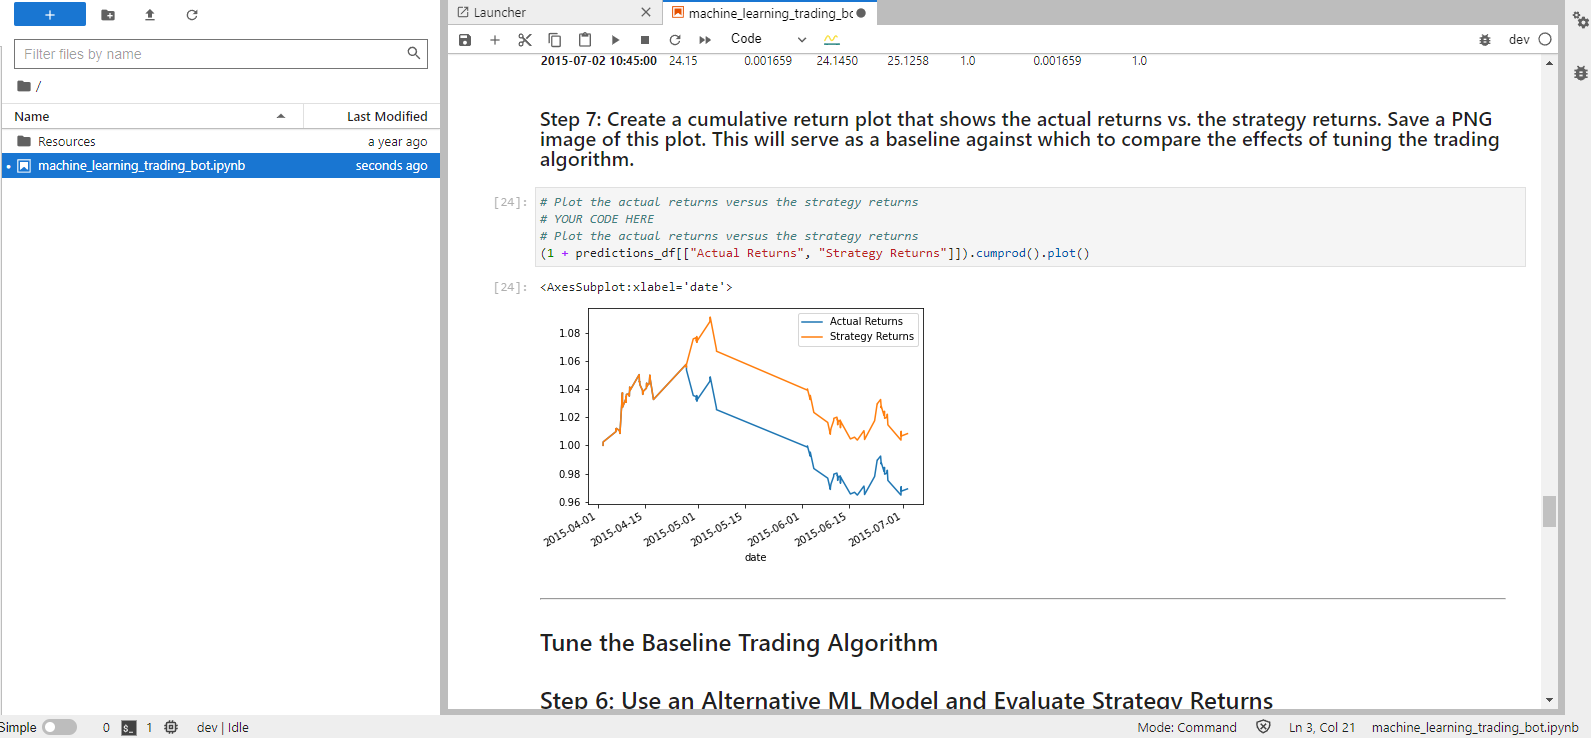 +
Filter files by name
/
Name Last Modified
Resources a year ago
machine_learning_trading_bot.ipynb seconds ago
Launcher
machine_learning_trading_bc
Code
dev
2015-07-02 10:45:00 24.15 0.001659 24.1450 25.1258 1.0 0.001659 1.0
Step 7: Create a cumulative return plot that shows the actual returns vs. the strategy returns. Save a PNG
image of this plot. This will serve as a baseline against which to compare the effects of tuning the trading
algorithm.
[24]:
# Plot the actual returns versus the strategy returns
# YOUR CODE HERE
# Plot the actual returns versus the strategy returns
(1 + predictions_df[["Actual Returns", "Strategy Returns"]]).cumprod().plot()
[24]: <AxesSubplot:xlabel='date'>
Actual Returns
Strategy Returns
1.08
1.06
1.04
1.02
1.00
0.98
0.96
2015-04-01 2015-04-15 2015-05-01 2015-05-15 2015-06-01 2015-06-15 2015-07-01
date
Tune the Baseline Trading Algorithm
Step 6: Use an Alternative ML Model and Evaluate Strategy Returns
Simple 0 $_ 1 dev | Idle
Mode: Command Ln 3, Col 21 machine_learning_trading_bot.ipynb